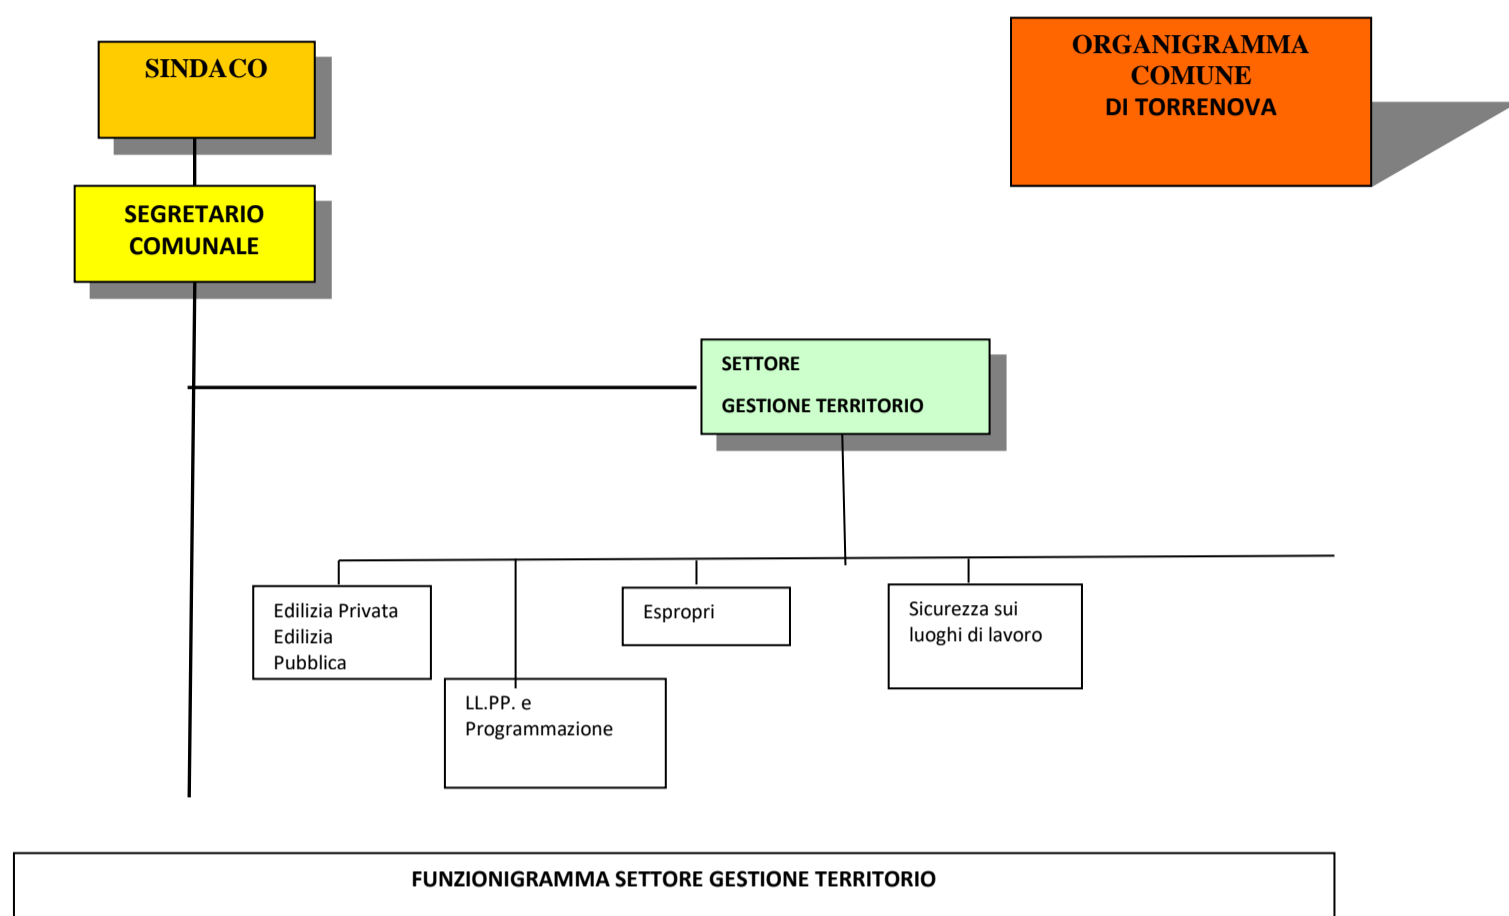 SINDACO
ORGANIGRAMMA
COMUNE
DI TORRENOVA
SEGRETARIO
COMUNALE
SETTORE
GESTIONE TERRITORIO
Edilizia Privata
Edilizia
Pubblica
LL.PP. e
Programmazione
Espropri
Sicurezza sui
luoghi di lavoro
FUNZIONIGRAMMA SETTORE GESTIONE TERRITORIO